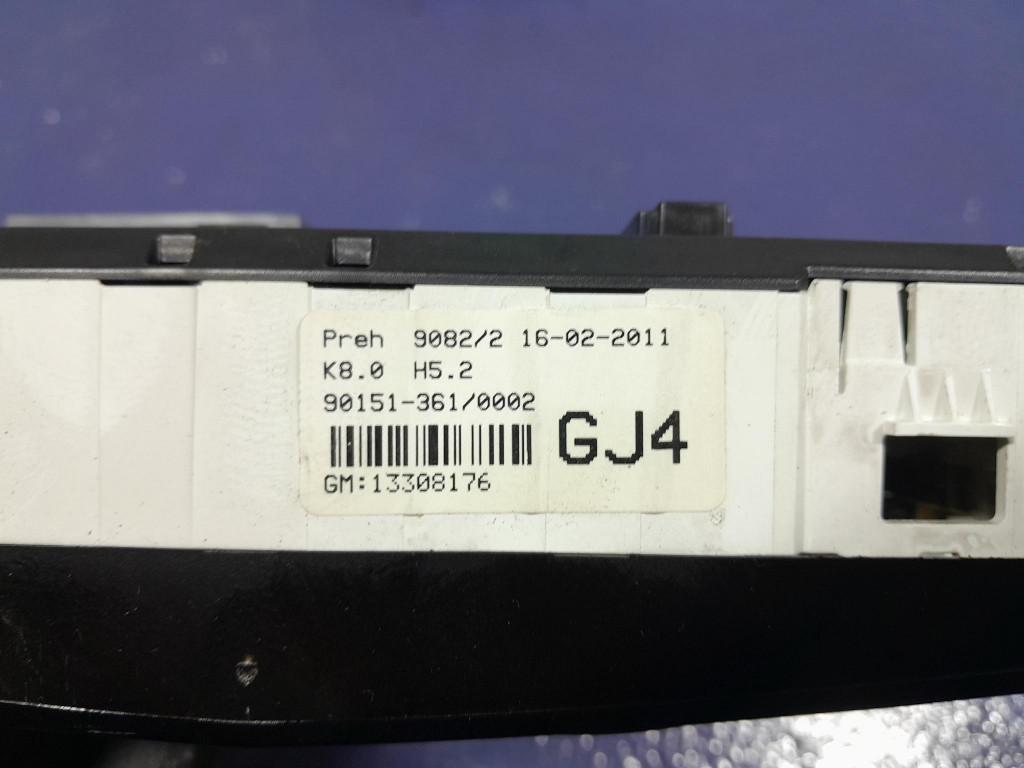 Preh 9082/2 16-02-2011
K8.0 H5.2
90151-361/0002
GJ4
GM:13308176